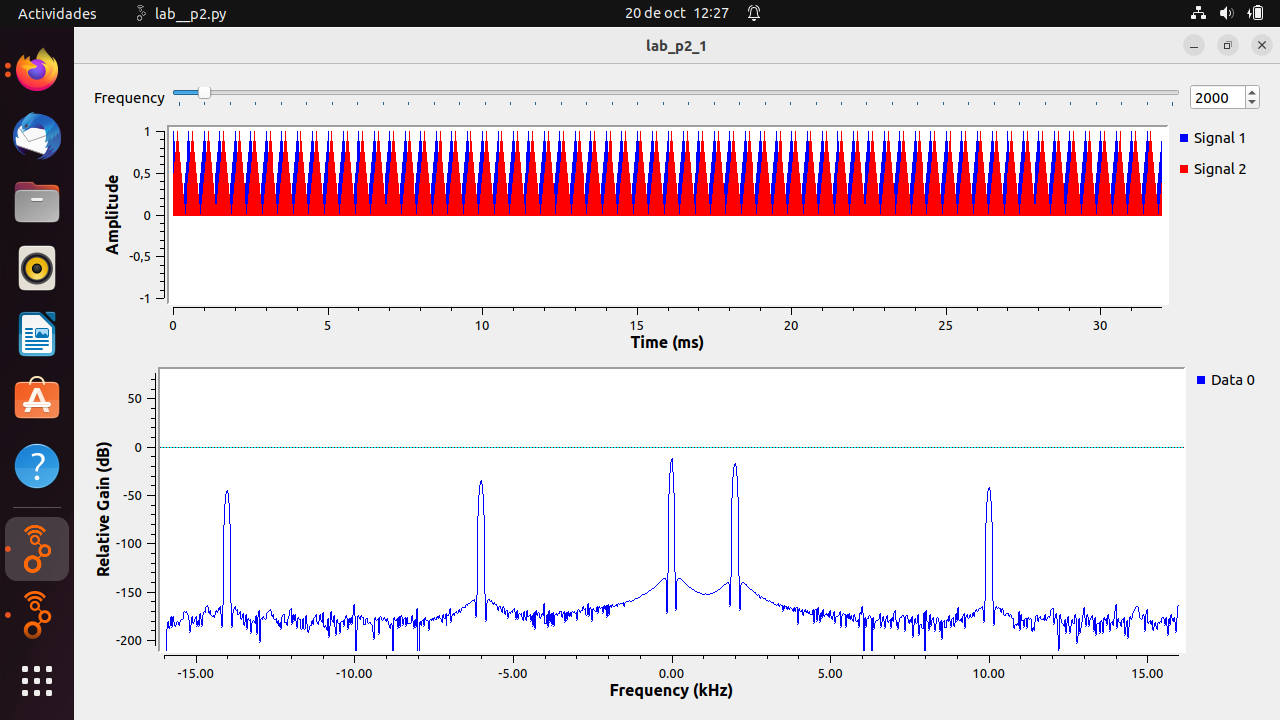 Actividades lab__p2.py 20 de oct 12:27
lab_p2_1
Frequency 2000
1
0,5
0
-0,5
-1
Amplitude
Signal 1
Signal 2
0 5 10 15 20 25 30
Time (ms)
50
0
-50
-100
-150
-200
Relative Gain (dB)
Data 0
-15.00 -10.00 -5.00 0.00 5.00 10.00 15.00
Frequency (kHz)